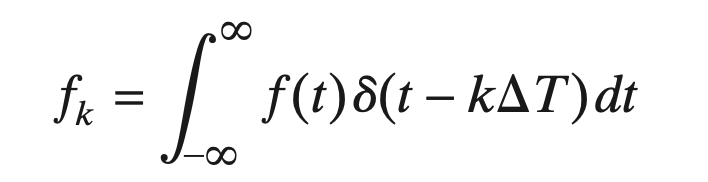 f_k = ∫_{-∞}^{∞} f(t) δ(t − kΔT) dt